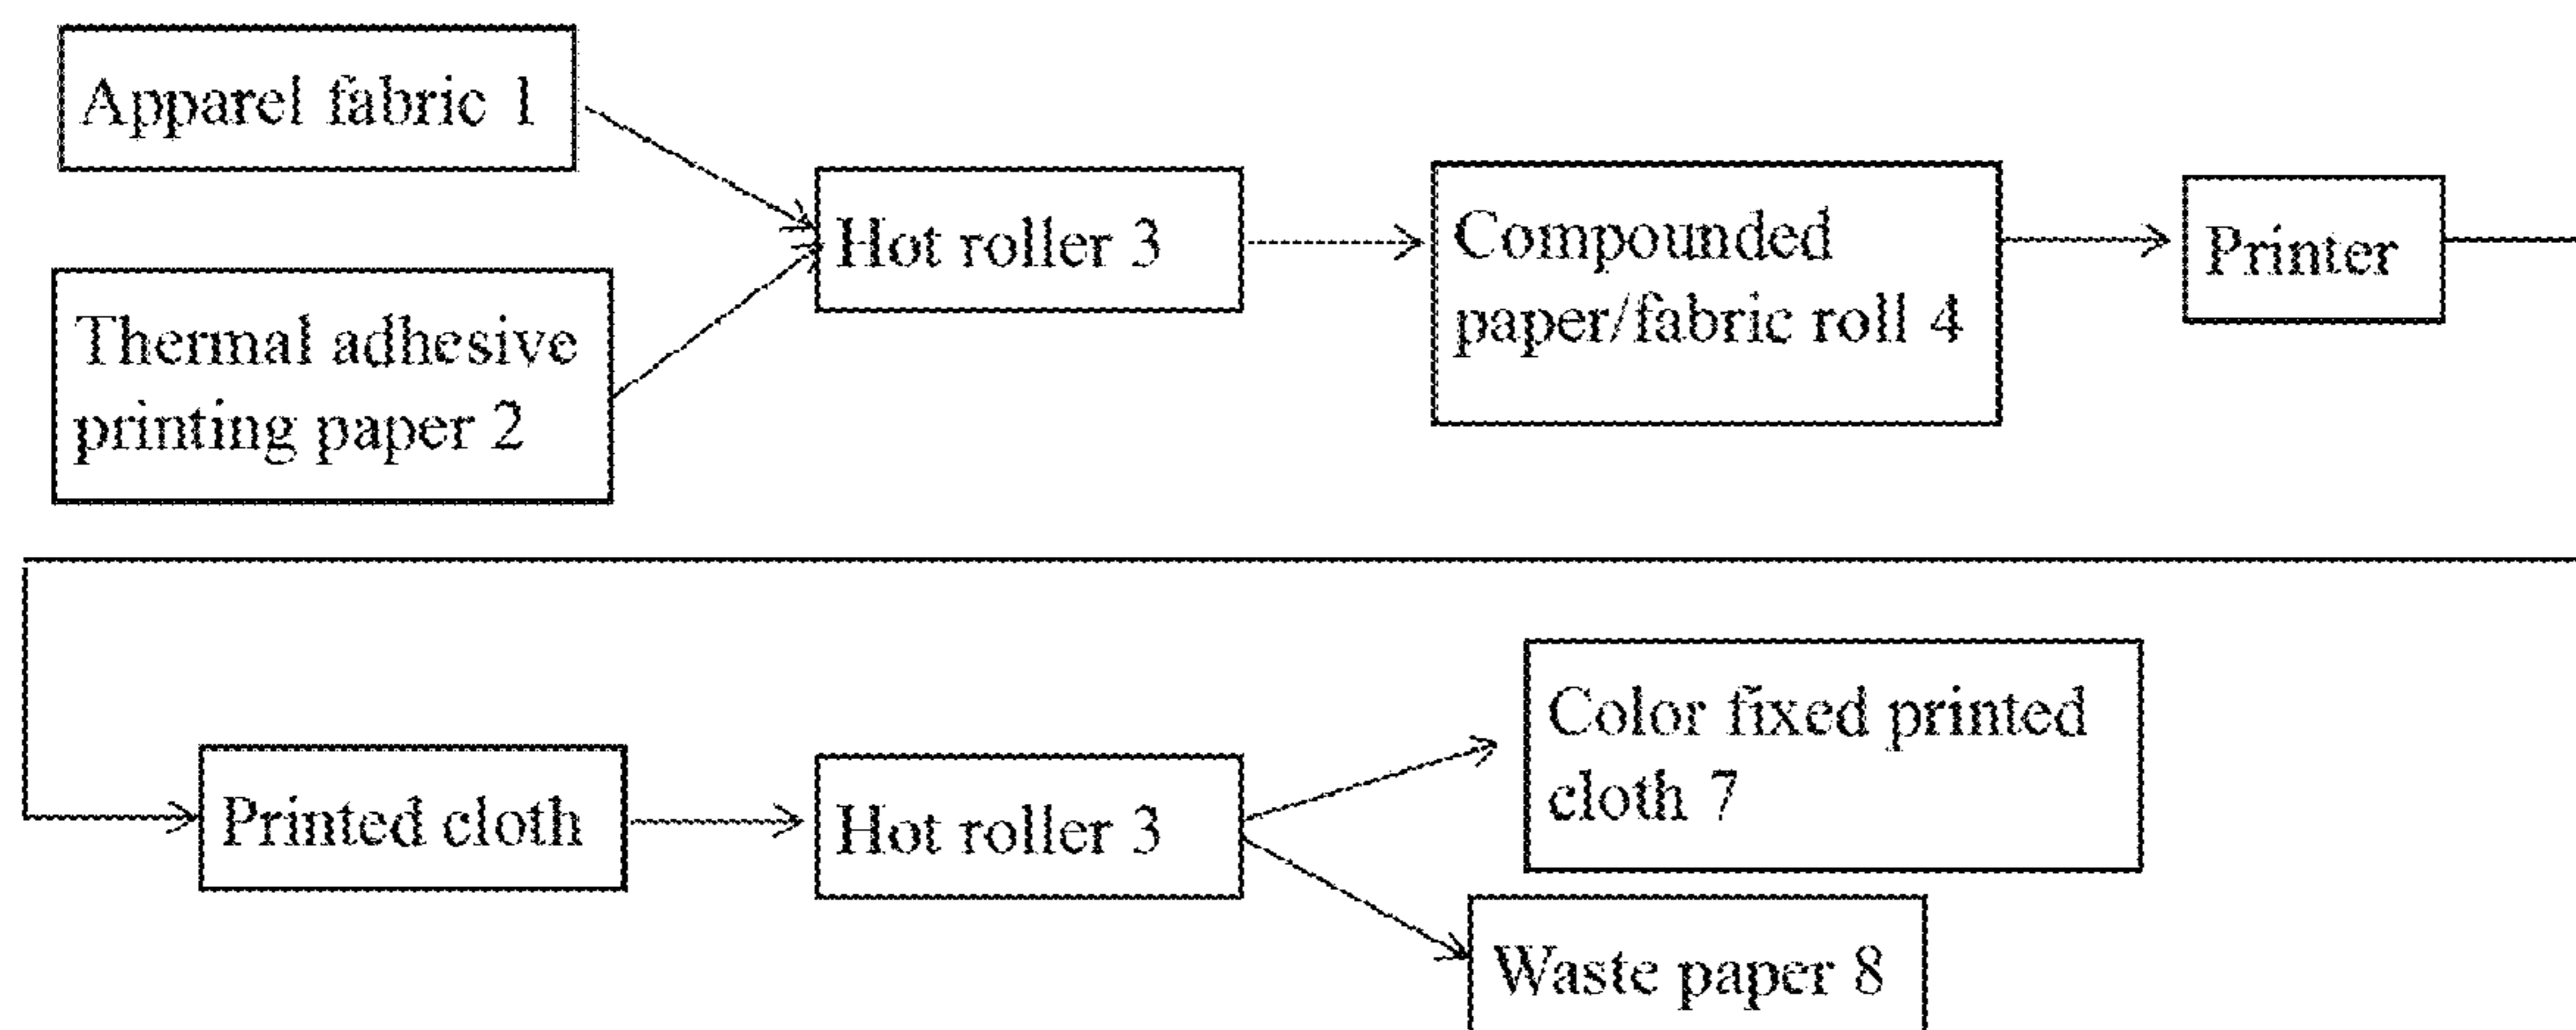 Apparel fabric 1
Thermal adhesive
printing paper 2
Hot roller 3
Compounded
paper/fabric roll 4
Printer
Printed cloth
Hot roller 3
Color fixed printed
cloth 7
Waste paper 8